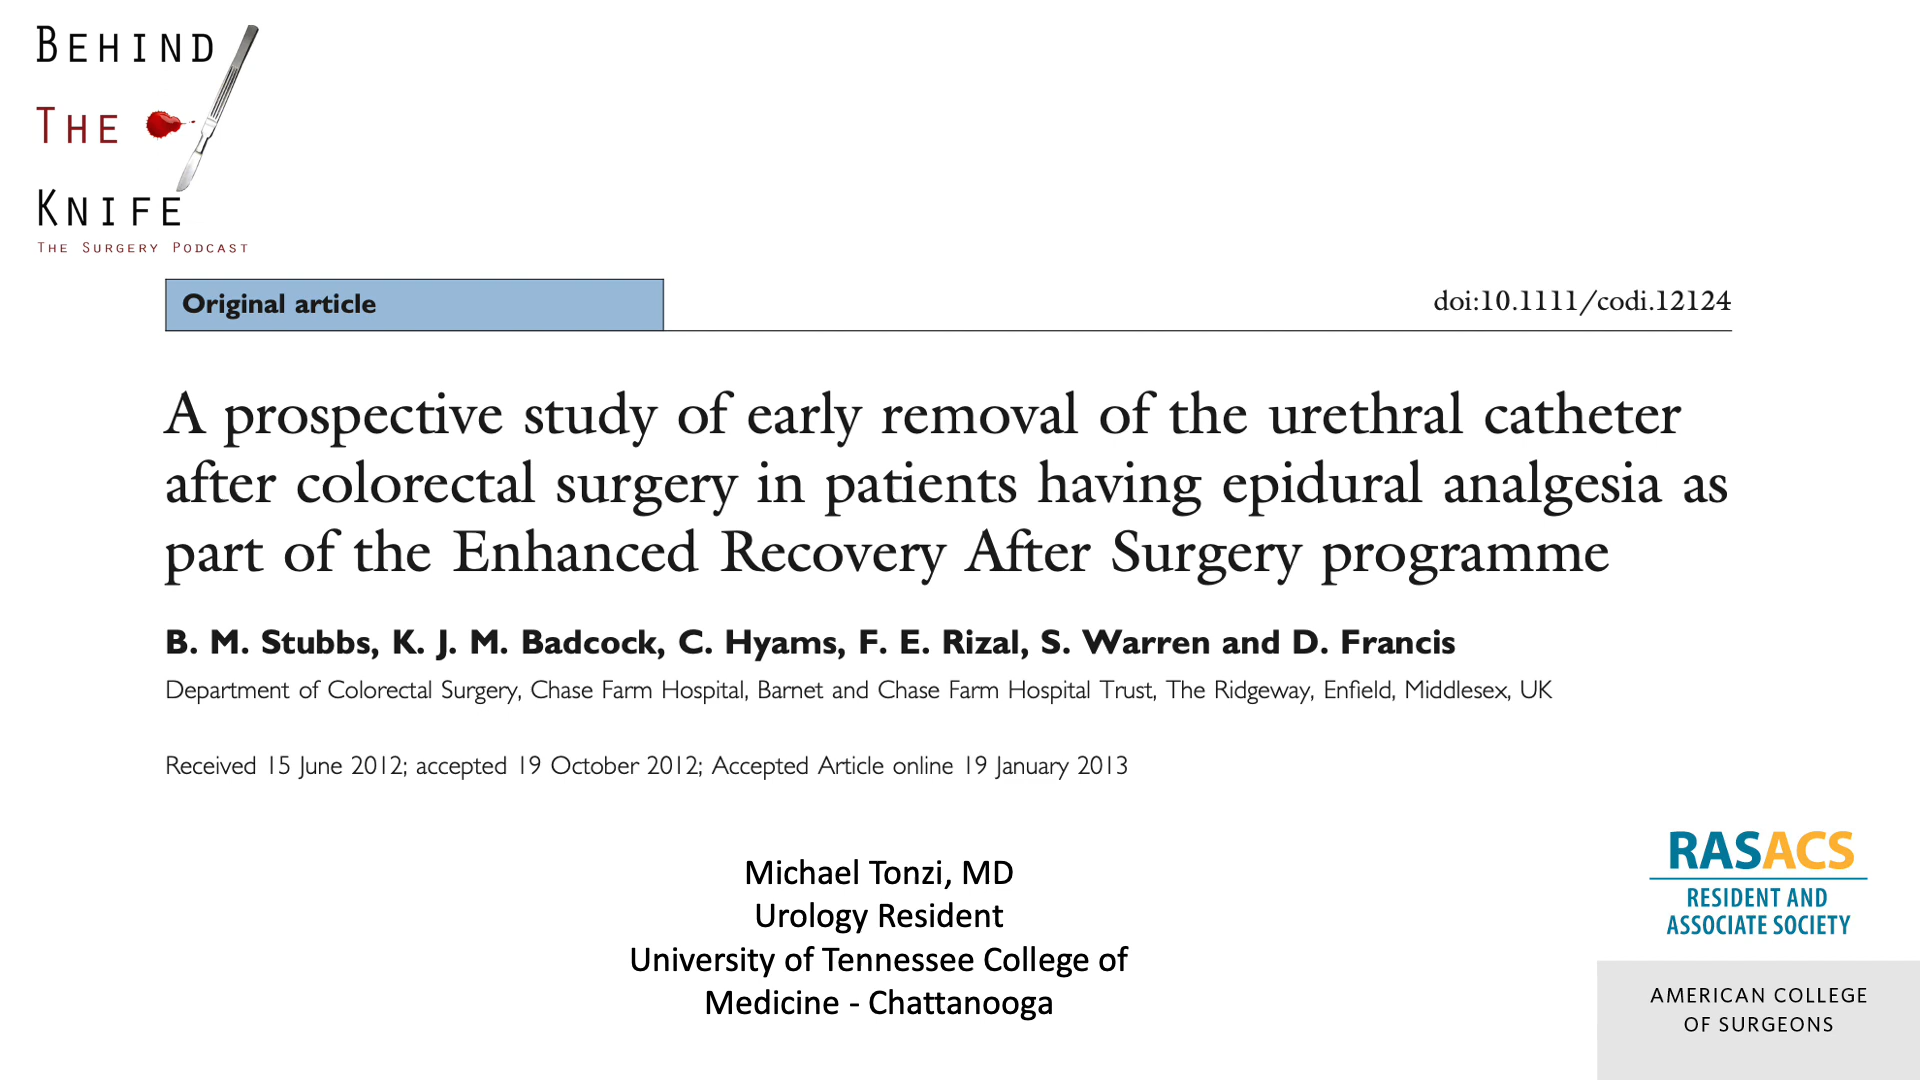 BEHIND
THE
KNIFE
THE SURGERY PODCAST
Original article
doi:10.1111/codi.12124
A prospective study of early removal of the urethral catheter
after colorectal surgery in patients having epidural analgesia as
part of the Enhanced Recovery After Surgery programme
B. M. Stubbs, K. J. M. Badcock, C. Hyams, F. E. Rizal, S. Warren and D. Francis
Department of Colorectal Surgery, Chase Farm Hospital, Barnet and Chase Farm Hospital Trust, The Ridgeway, Enfield, Middlesex, UK
Received 15 June 2012; accepted 19 October 2012; Accepted Article online 19 January 2013
Michael Tonzi, MD
Urology Resident
University of Tennessee College of
Medicine - Chattanooga
RASACS
RESIDENT AND
ASSOCIATE SOCIETY
AMERICAN COLLEGE
OF SURGEONS